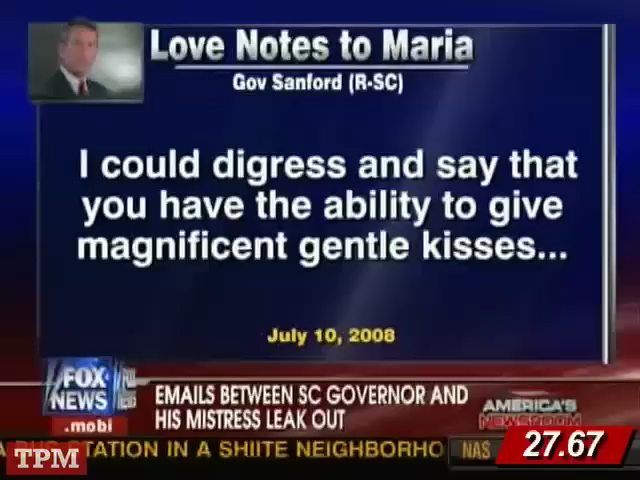 Love Notes to Maria
Gov Sanford (R-SC)
I could digress and say that
you have the ability to give
magnificent gentle kisses...
July 10, 2008
FOX
NEWS
.mobi
EMAILS BETWEEN SC GOVERNOR AND
HIS MISTRESS LEAK OUT
AMERICA'S
NEWSROOM
STATION IN A SHIITE NEIGHBORHO
NAS
27.67
TPM